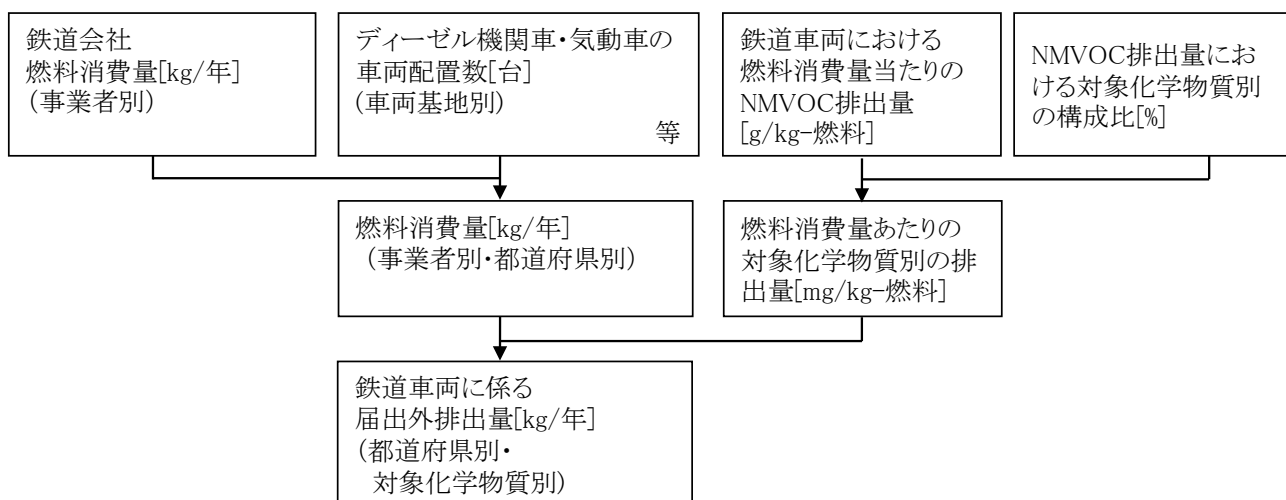 鉄道会社
燃料消費量[kg/年]
(事業者別)
ディーゼル機関車・気動車の
車両配置数[台]
(車両基地別)
等
鉄道車両における
燃料消費量当たりの
NMVOC排出量
[g/kg-燃料]
NMVOC排出量にお
ける対象化学物質別
の構成比[%]
燃料消費量[kg/年]
(事業者別・都道府県別)
燃料消費量あたりの
対象化学物質別の排
出量[mg/kg-燃料]
鉄道車両に係る
届出外排出量[kg/年]
(都道府県別・
対象化学物質別)